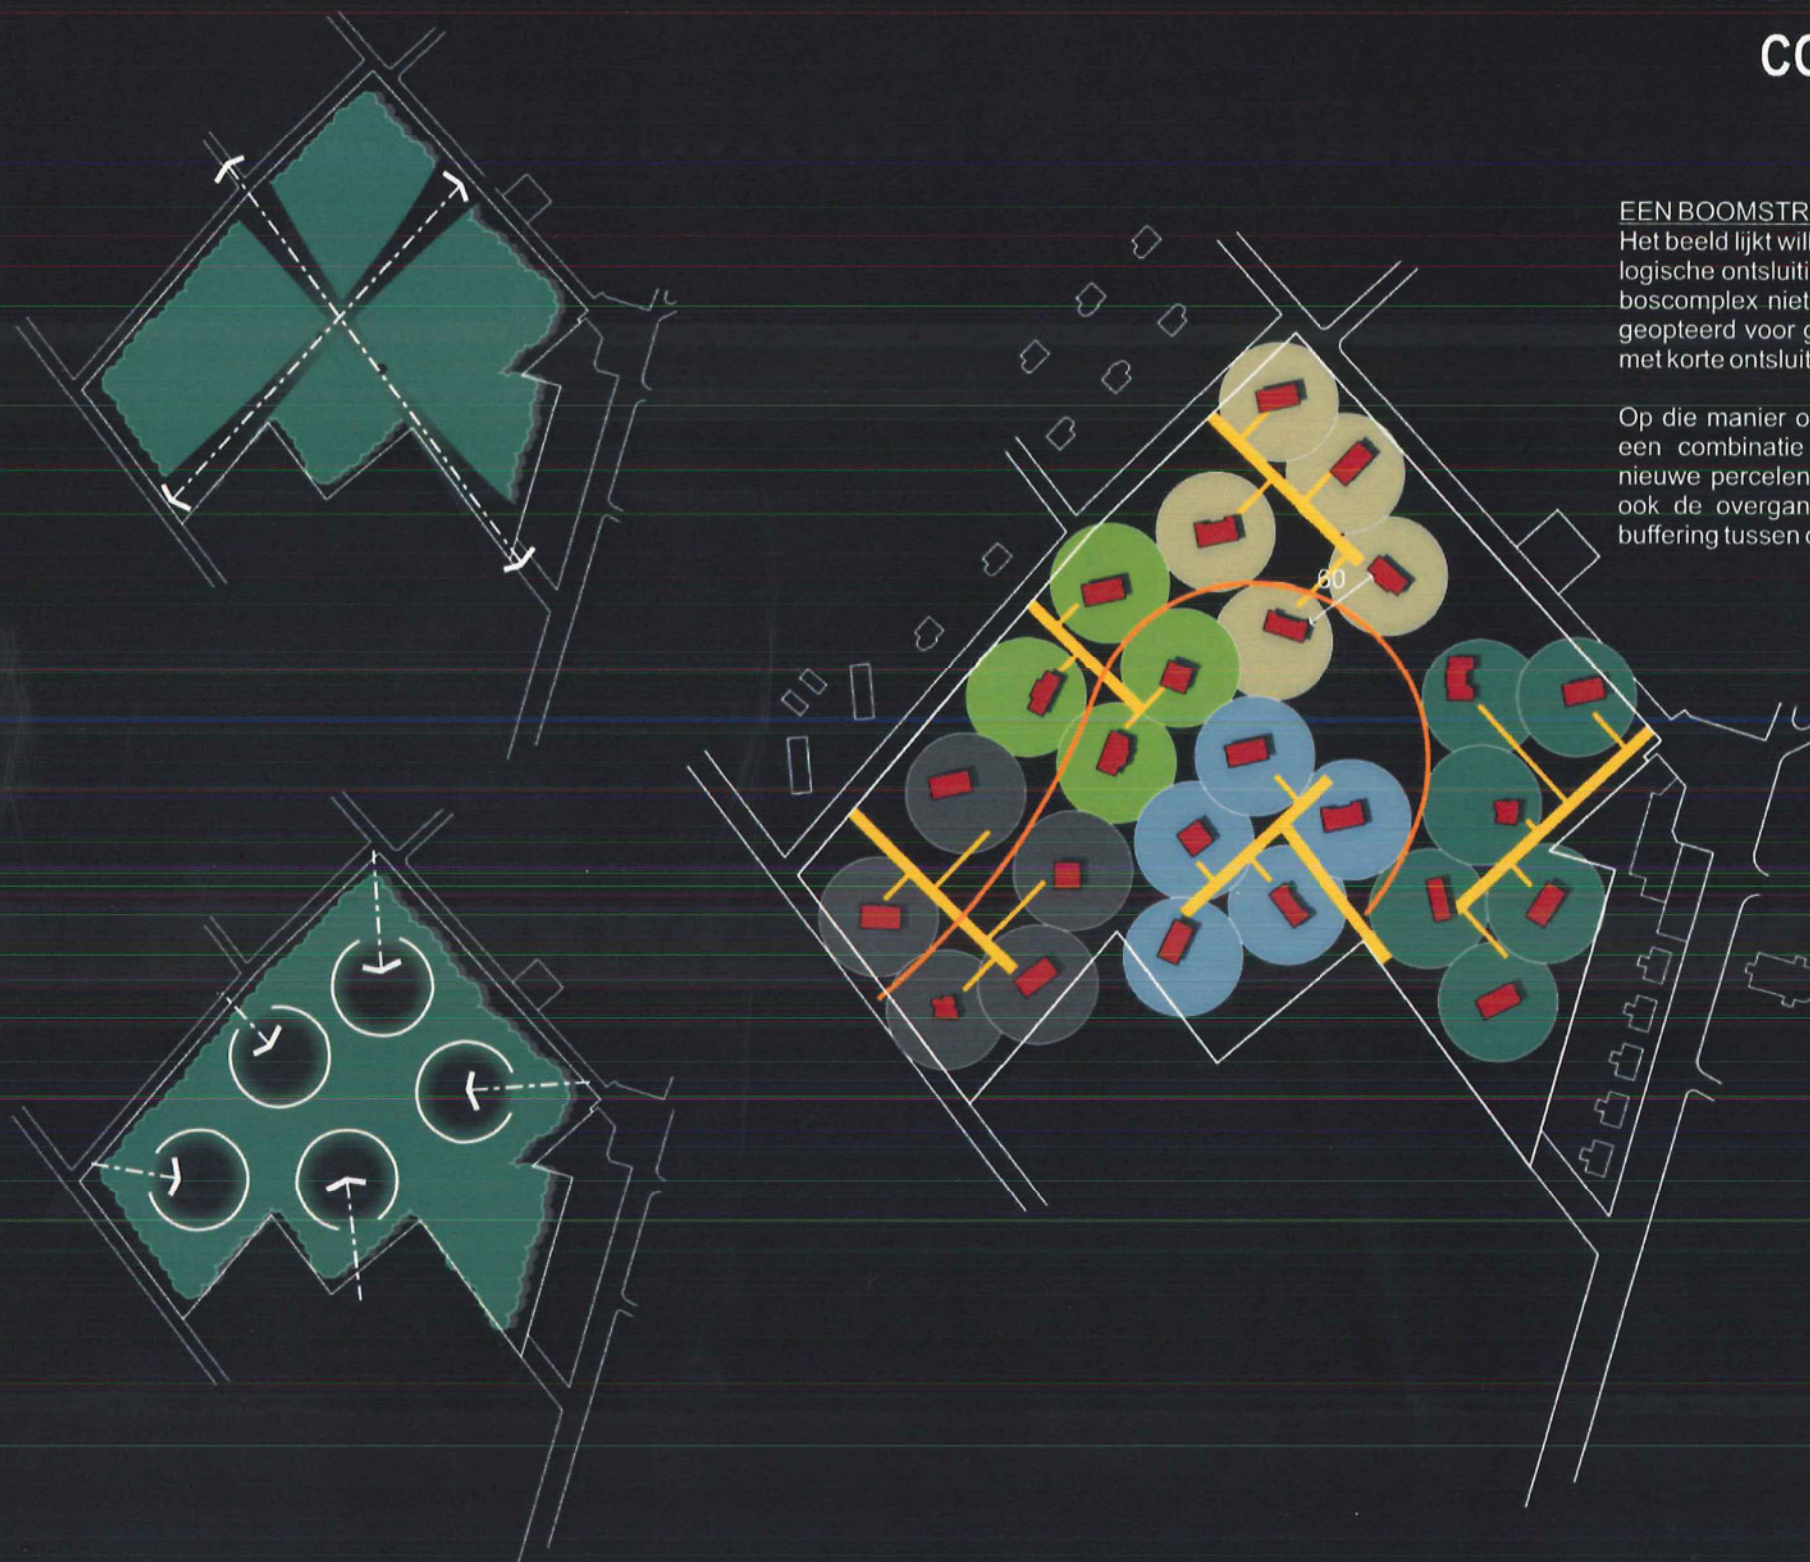 CO
EEN BOOMSTR
Het beeld lijkt will
logische ontsluiti
boscomplex niet
geopteerd voor g
met korte ontsluit
Op die manier o
een combinatie
nieuwe percelen
ook de overgan
buffering tussen d
60